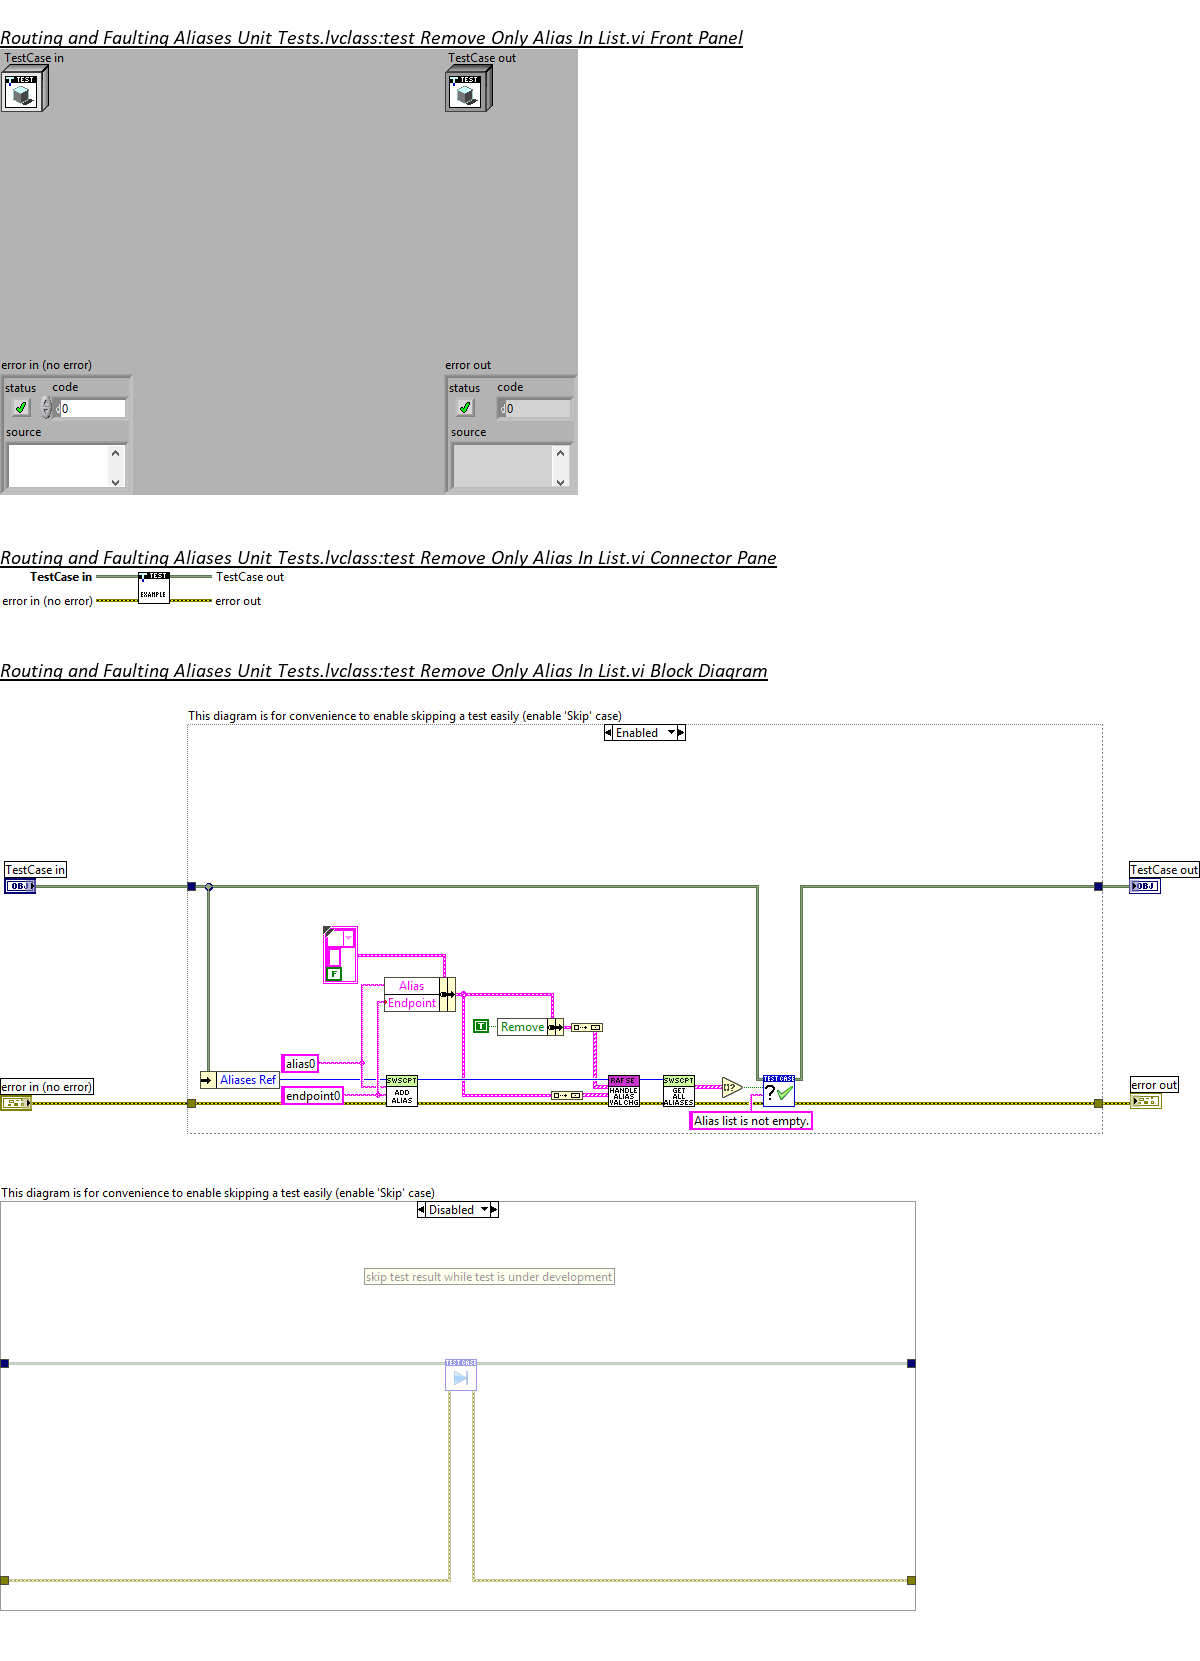 Routing and Faulting Aliases Unit Tests.lvclass:test Remove Only Alias In List.vi Front Panel
TestCase in
TestCase out
TEST
TEST
error in (no error)
error out
status
code
status
code
d0
d0
source
source
Routing and Faulting Aliases Unit Tests.lvclass:test Remove Only Alias In List.vi Connector Pane
TestCase in
TEST
TestCase out
error in (no error)
EXAMPLE
error out
Routing and Faulting Aliases Unit Tests.lvclass:test Remove Only Alias In List.vi Block Diagram
This diagram is for convenience to enable skipping a test easily (enable 'Skip' case)
Enabled
TestCase in
OBJ
TestCase out
OBJ
F
Alias
Endpoint
T
Remove
alias0
Aliases Ref
endpoint0
error in (no error)
SWSCPT
ADD
ALIAS
RAFSE
HANDLE
ALIAS
VAL CHG
SWSCPT
GET
ALL
ALIASES
TEST CASE
?
error out
Alias list is not empty.
This diagram is for convenience to enable skipping a test easily (enable 'Skip' case)
Disabled
skip test result while test is under development
TEST CASE